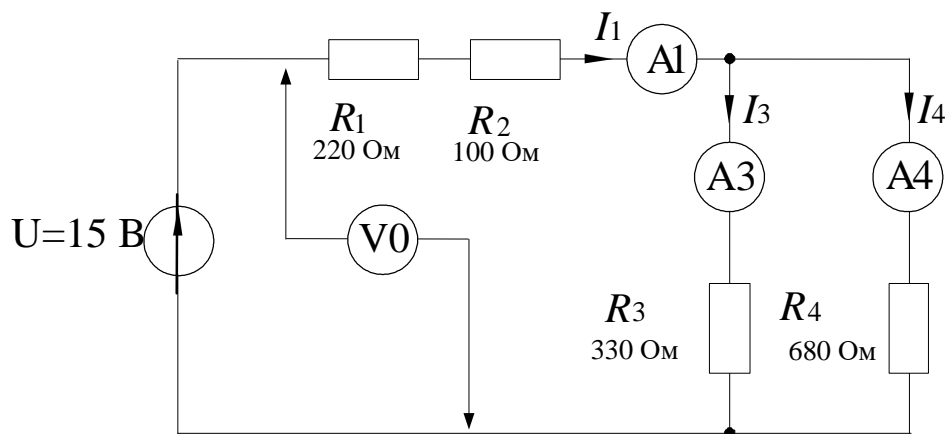 I1
A1
R1
220 Ом
R2
100 Ом
I3
I4
A3
A4
U=15 В
V0
R3
330 Ом
R4
680 Ом